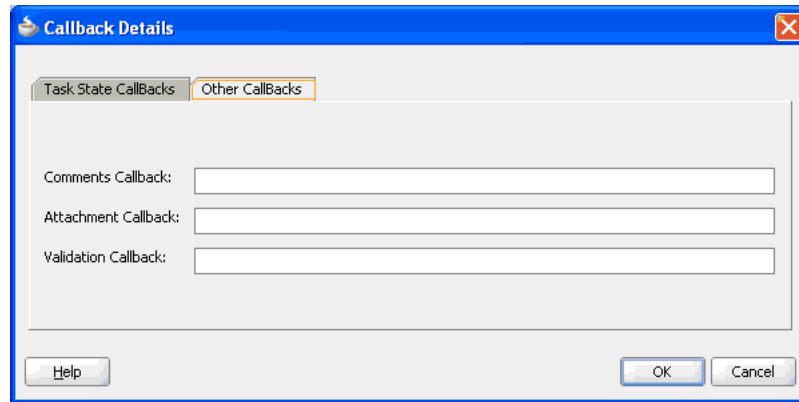 Callback Details
Task State CallBacks Other CallBacks
Comments Callback:
Attachment Callback:
Validation Callback:
Help OK Cancel